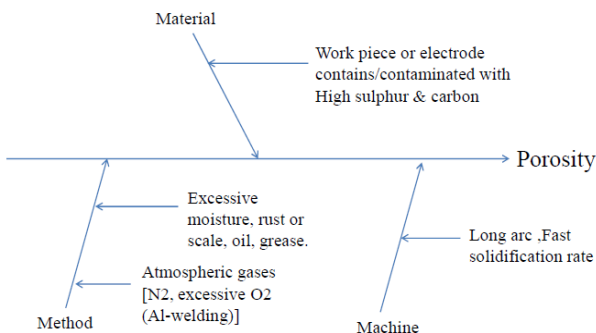 Material
Work piece or electrode
contains/contaminated with
High sulphur & carbon
Porosity
Excessive
moisture, rust or
scale, oil, grease.
Long arc ,Fast
solidification rate
Atmospheric gases
[N2, excessive O2
(Al-welding)]
Method
Machine